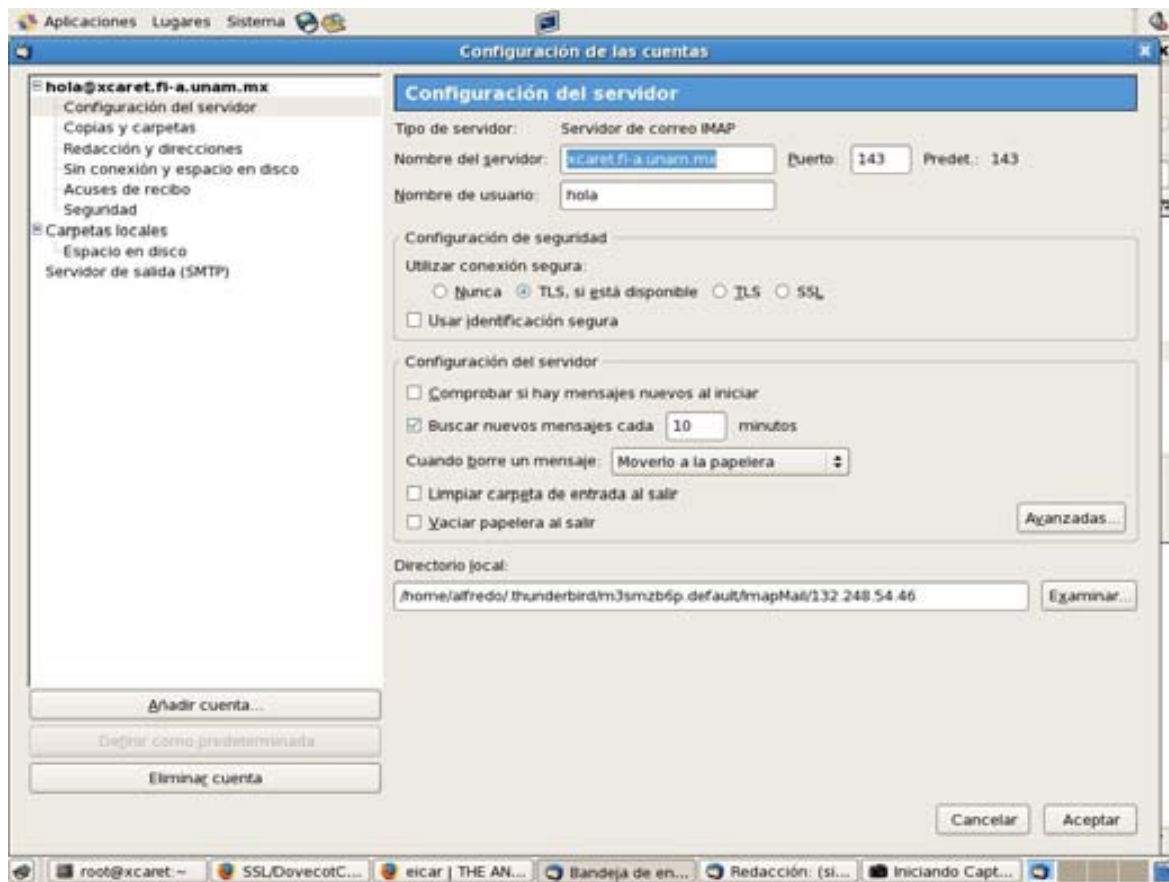 Aplicaciones Lugares Sistema
Configuración de las cuentas
hola@xcaret.fi-a.unam.mx
Configuración del servidor
Copias y carpetas
Redacción y direcciones
Sin conexión y espacio en disco
Acuses de recibo
Seguridad
Carpetas locales
Espacio en disco
Servidor de salida (SMTP)
Añadir cuenta...
Definir como predeterminada
Eliminar cuenta
Configuración del servidor
Tipo de servidor: Servidor de correo IMAP
Nombre del servidor: xcaret.fi-a.unam.mx Puerto: 143 Predet.: 143
Nombre de usuario: hola
Configuración de seguridad
Utilizar conexión segura:
Nunca TLS, si está disponible TLS SSL
Usar identificación segura
Configuración del servidor
Comprobar si hay mensajes nuevos al iniciar
Buscar nuevos mensajes cada 10 minutos
Cuando borre un mensaje: Moverlo a la papelera
Limpiar carpeta de entrada al salir
Vaciar papelera al salir
Avanzadas...
Directorio local:
/home/alfredo/.thunderbird/m3smzb6p.default/ImapMail/132.248.54.46
Examinar...
Cancelar Aceptar
root@xcaret:~ SSL/DovecotC... eicar | THE AN... Bandeja de en... Redacción: (si... Iniciando Capt...